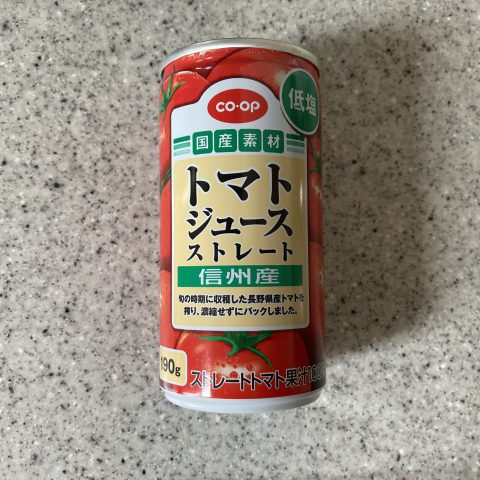 co-op
低塩
国産素材
トマト
ジュース
ストレート
信州産
旬の時期に収穫した長野県産トマトを
搾り、濃縮せずにパックしました。
190g
ストレートトマト果汁100